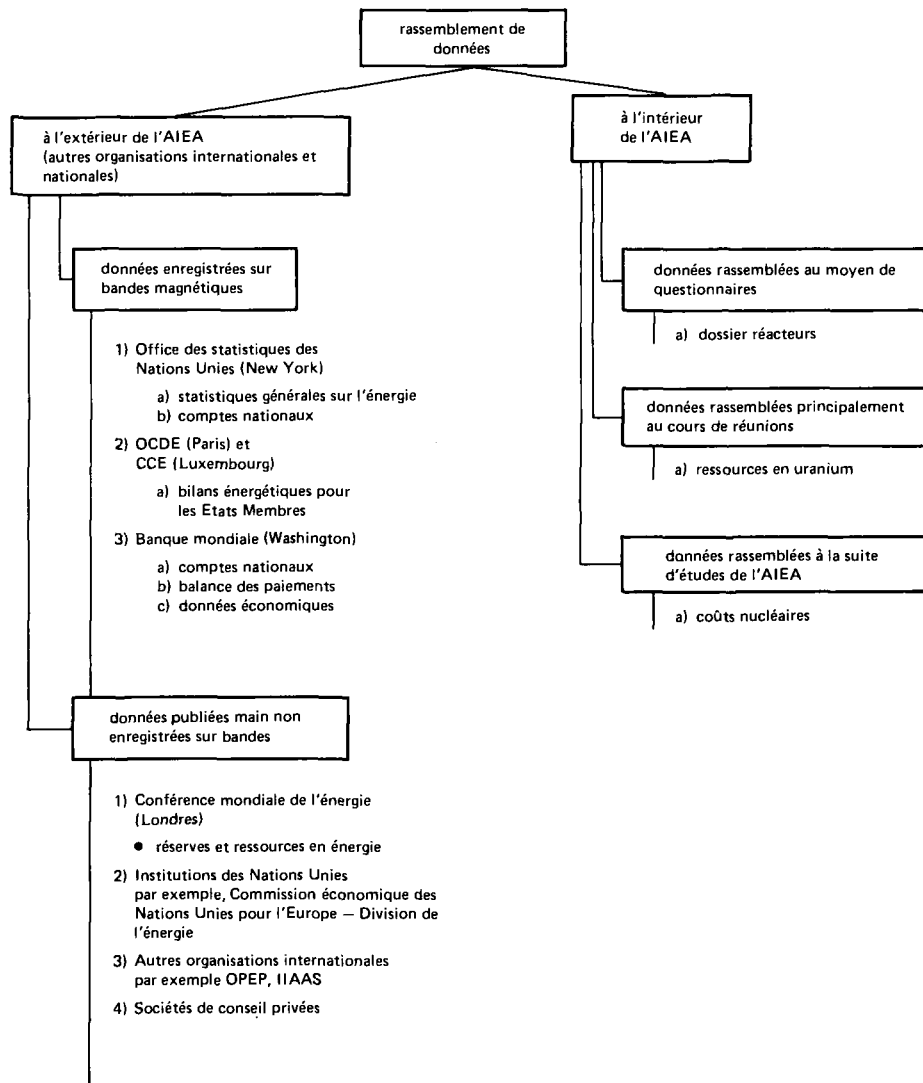 rassemblement de
données
à l'extérieur de l'AIEA
(autres organisations internationales et
nationales)
données enregistrées sur
bandes magnétiques
1) Office des statistiques des
Nations Unies (New York)
a) statistiques générales sur l'énergie
b) comptes nationaux
2) OCDE (Paris) et
CCE (Luxembourg)
a) bilans énergétiques pour
les Etats Membres
3) Banque mondiale (Washington)
a) comptes nationaux
b) balance des paiements
c) données économiques
données publiées main non
enregistrées sur bandes
1) Conférence mondiale de l'énergie
(Londres)
• réserves et ressources en énergie
2) Institutions des Nations Unies
par exemple, Commission économique des
Nations Unies pour l'Europe — Division de
l'énergie
3) Autres organisations internationales
par exemple OPEP, IIAAS
4) Sociétés de conseil privées
à l'intérieur
de l'AIEA
données rassemblées au moyen de
questionnaires
a) dossier réacteurs
données rassemblées principalement
au cours de réunions
a) ressources en uranium
données rassemblées à la suite
d'études de l'AIEA
a) coûts nucléaires